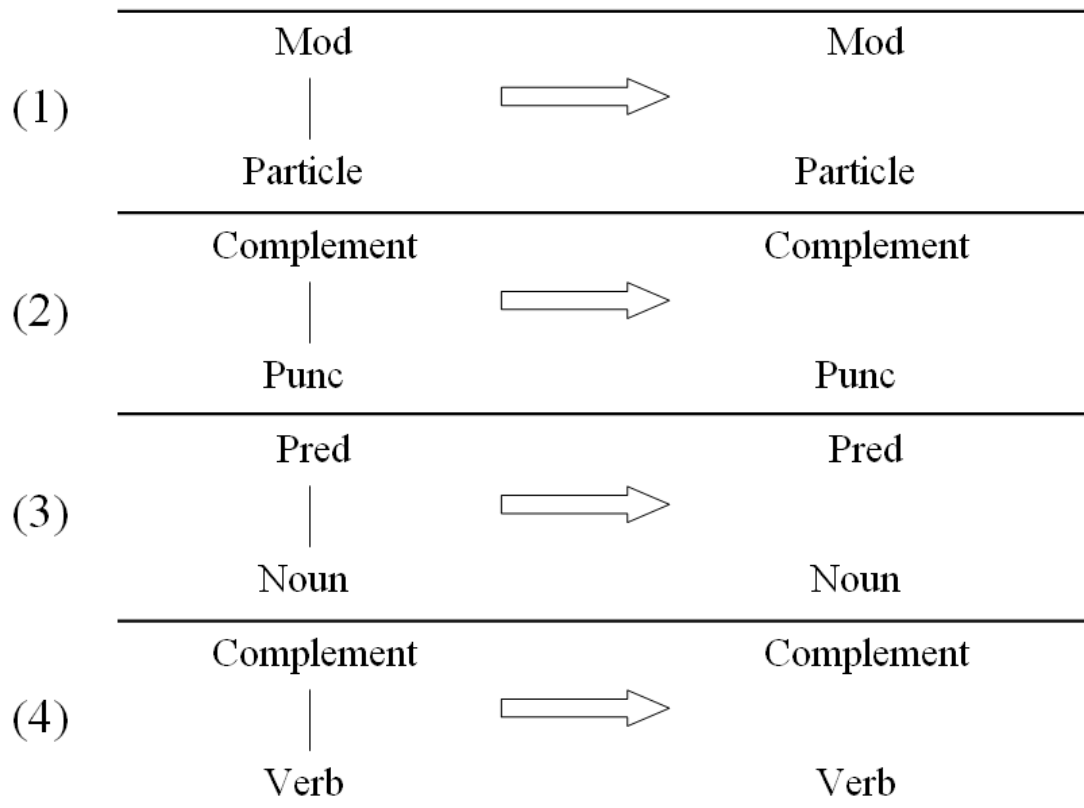 Mod Mod
(1)
Particle Particle
Complement Complement
(2)
Punc Punc
Pred Pred
(3)
Noun Noun
Complement Complement
(4)
Verb Verb